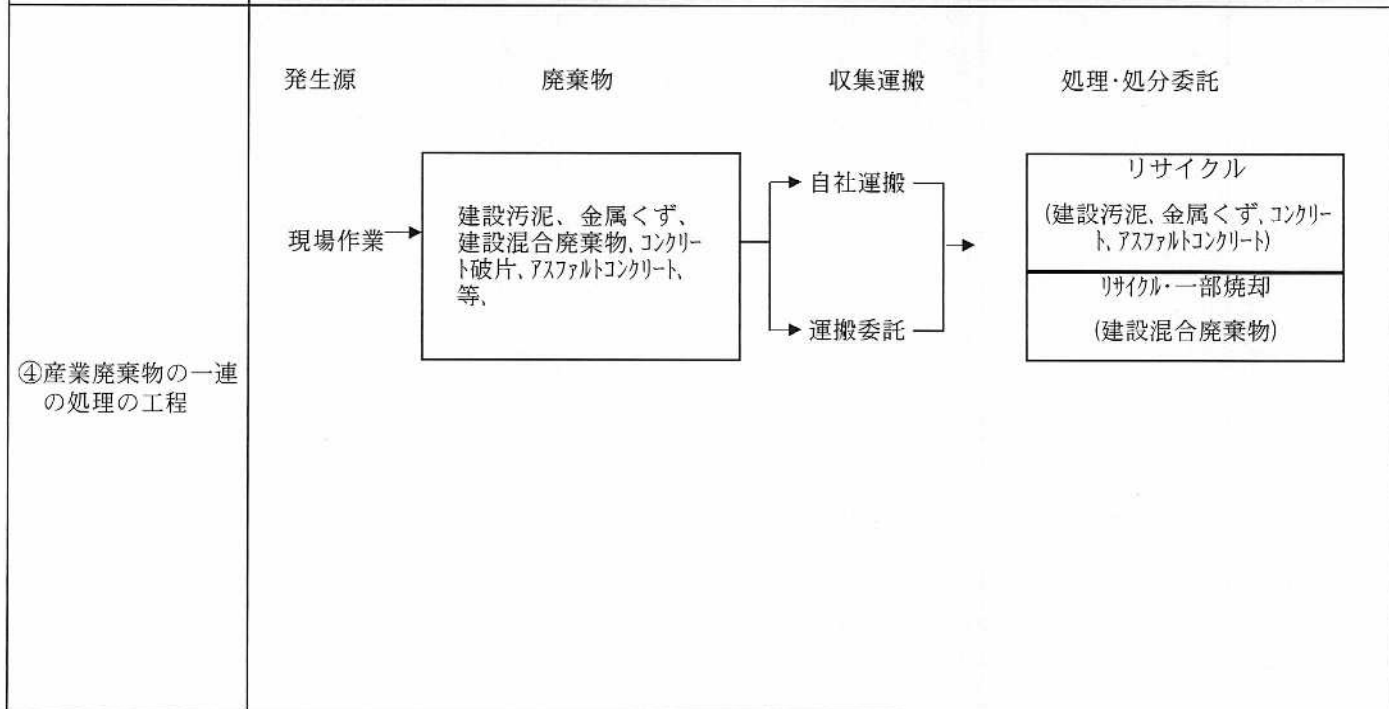 ④産業廃棄物の一連
の処理の工程
発生源
廃棄物
収集運搬
処理・処分委託
現場作業
建設汚泥、金属くず、
建設混合廃棄物、コンクリー
ト破片、アスファルトコンクリート、
等、
自社運搬
運搬委託
リサイクル
(建設汚泥、金属くず、コンクリー
ト、アスファルトコンクリート)
リサイクル・一部焼却
(建設混合廃棄物)